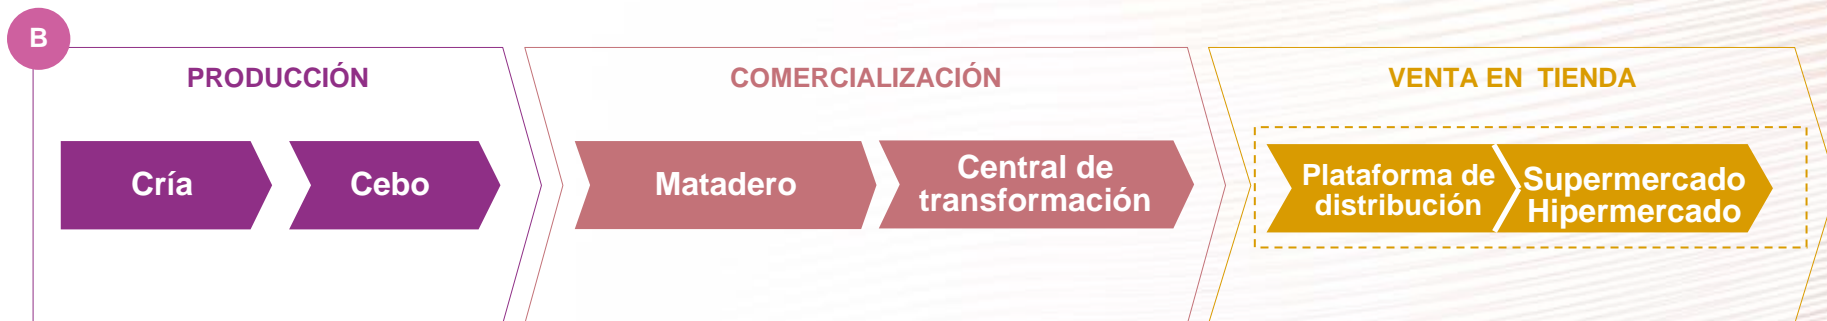 B
PRODUCCIÓN
COMERCIALIZACIÓN
VENTA EN TIENDA
Cría
Cebo
Matadero
Central de
transformación
Plataforma de
distribución
Supermercado
Hipermercado